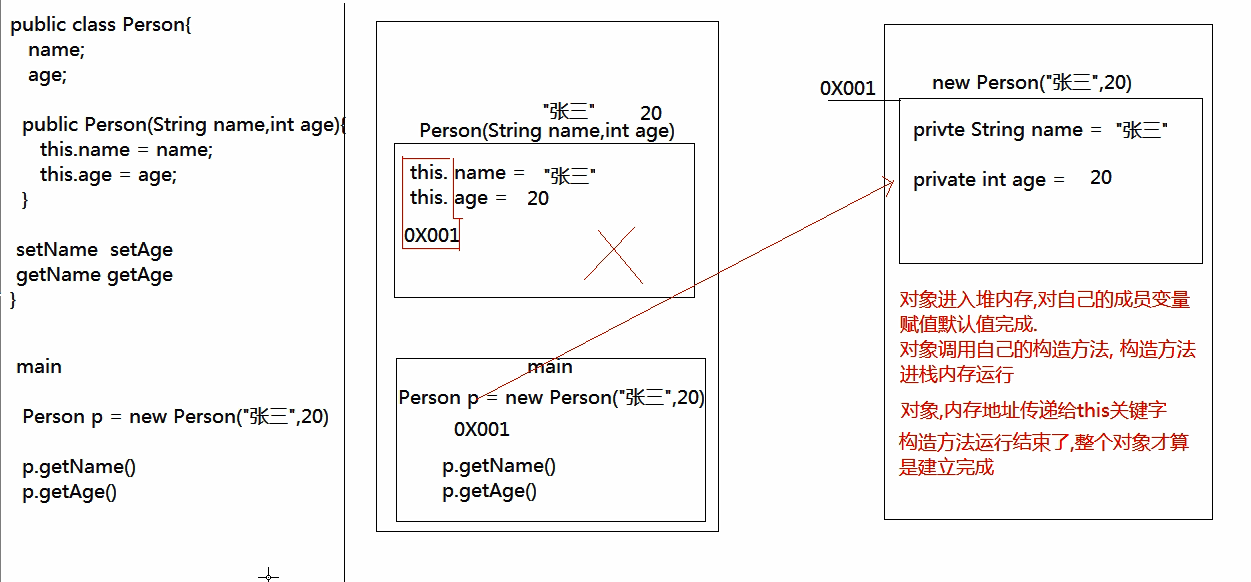 public class Person{
name;
age;
public Person(String name,int age){
this.name = name;
this.age = age;
}
setName setAge
getName getAge
}
main
Person p = new Person("张三",20)
p.getName()
p.getAge()
"张三" 20
Person(String name,int age)
this. name = "张三"
this. age = 20
0X001
main
Person p = new Person("张三",20)
0X001
p.getName()
p.getAge()
0X001
new Person("张三",20)
privte String name = "张三"
private int age = 20
对象进入堆内存,对自己的成员变量
赋值默认值完成.
对象调用自己的构造方法, 构造方法
进栈内存运行
对象,内存地址传递给this关键字
构造方法运行结束了,整个对象才算
是建立完成